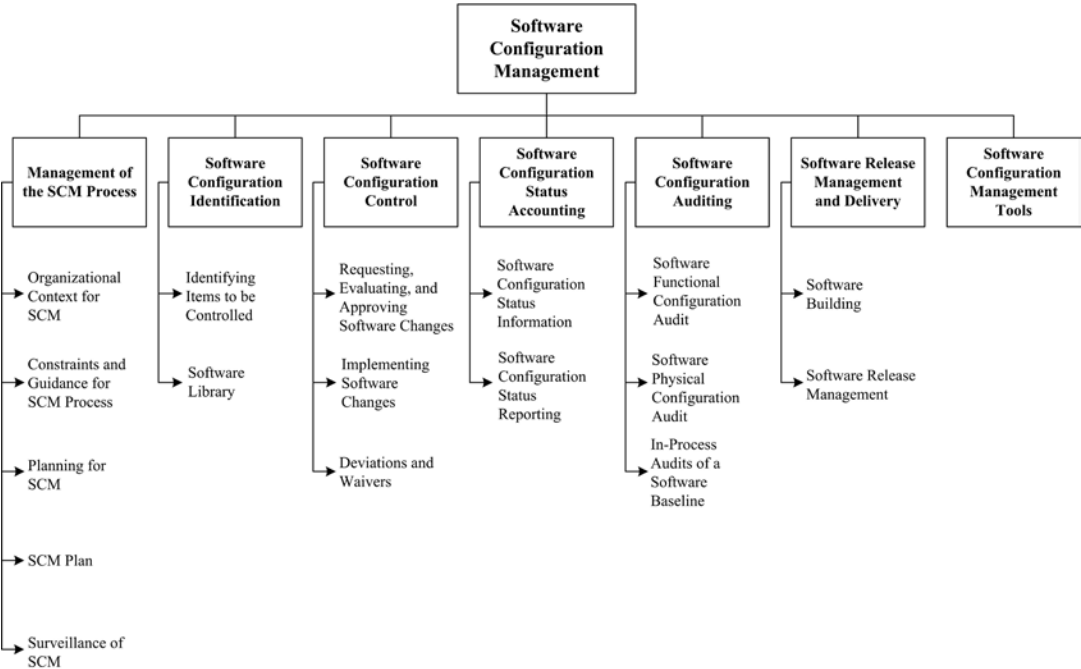 Software
Configuration
Management
Management of
the SCM Process
Organizational
Context for
SCM
Constraints and
Guidance for
SCM Process
Planning for
SCM
SCM Plan
Surveillance of
SCM
Software
Configuration
Identification
Identifying
Items to be
Controlled
Software
Library
Software
Configuration
Control
Requesting,
Evaluating, and
Approving
Software Changes
Implementing
Software
Changes
Deviations and
Waivers
Software
Configuration
Status
Accounting
Software
Configuration
Status
Information
Software
Configuration
Status
Reporting
Software
Configuration
Auditing
Software
Functional
Configuration
Audit
Software
Physical
Configuration
Audit
In-Process
Audits of a
Software
Baseline
Software Release
Management
and Delivery
Software
Building
Software Release
Management
Software
Configuration
Management
Tools